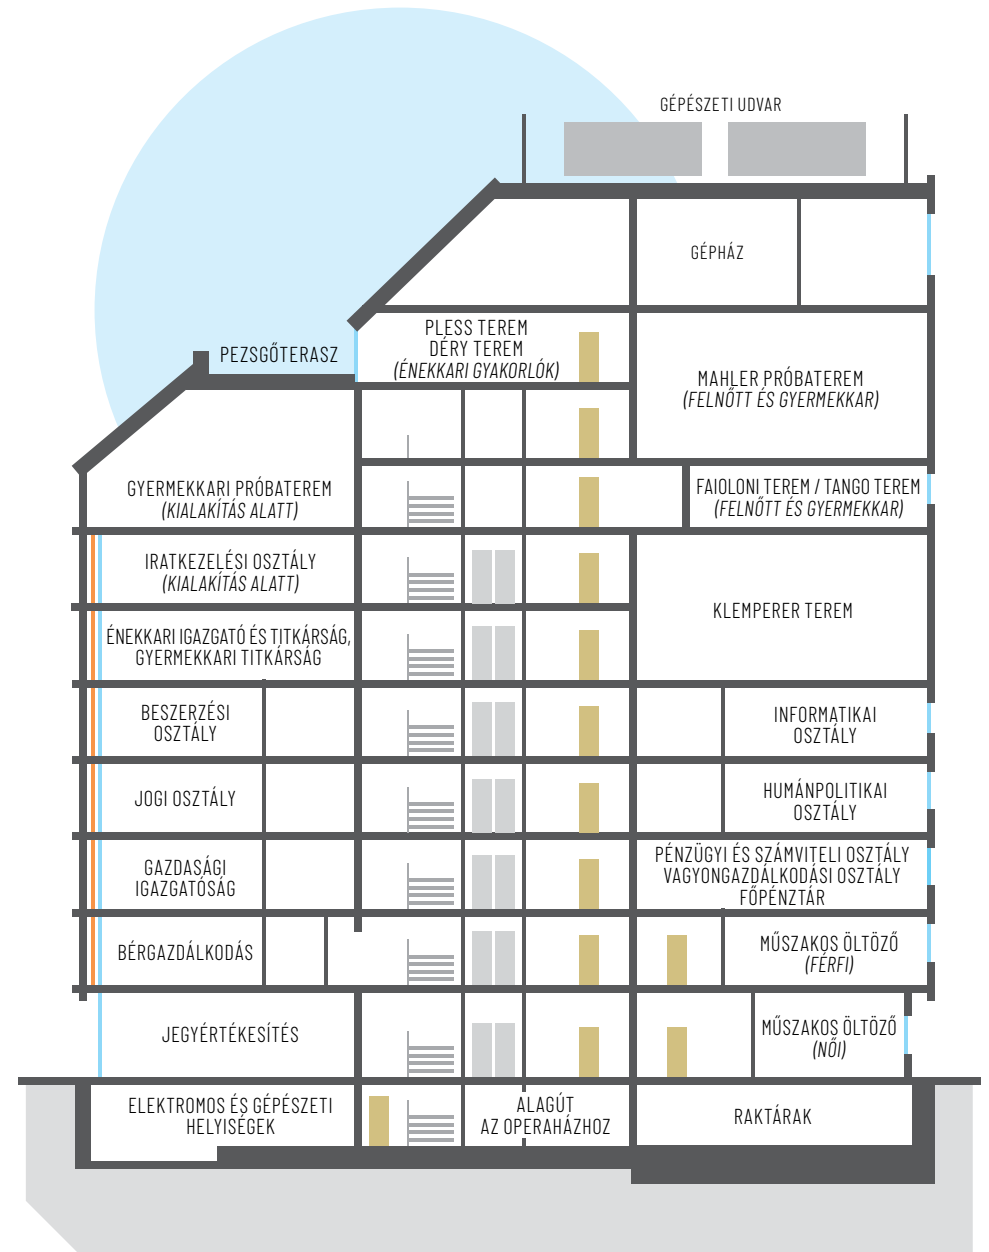 GÉPÉSZETI UDVAR
GÉPHÁZ
PLESS TEREM
DÉRY TEREM
(ÉNEKKARI GYAKORLÓK)
PEZSGŐTERASZ
MAHLER PRÓBATEREM
(FELNŐTT ÉS GYERMEKKAR)
GYERMEKKARI PRÓBATEREM
(KIALAKÍTÁS ALATT)
FAIOLONI TEREM / TANGO TEREM
(FELNŐTT ÉS GYERMEKKAR)
IRATKEZELÉSI OSZTÁLY
(KIALAKÍTÁS ALATT)
KLEMPERER TEREM
ÉNEKKARI IGAZGATÓ ÉS TITKÁRSÁG,
GYERMEKKARI TITKÁRSÁG
BESZERZÉSI
OSZTÁLY
INFORMATIKAI
OSZTÁLY
JOGI OSZTÁLY
HUMÁNPOLITIKAI
OSZTÁLY
GAZDASÁGI
IGAZGATÓSÁG
PÉNZÜGYI ÉS SZÁMVITELI OSZTÁLY
VAGYONGAZDÁLKODÁSI OSZTÁLY
FŐPÉNZTÁR
BÉRGAZDÁLKODÁS
MŰSZAKOS ÖLTÖZŐ
(FÉRFI)
JEGYÉRTÉKESÍTÉS
MŰSZAKOS ÖLTÖZŐ
(NŐI)
ELEKTROMOS ÉS GÉPÉSZETI
HELYISÉGEK
ALAGÚT
AZ OPERAHÁZHOZ
RAKTÁRAK